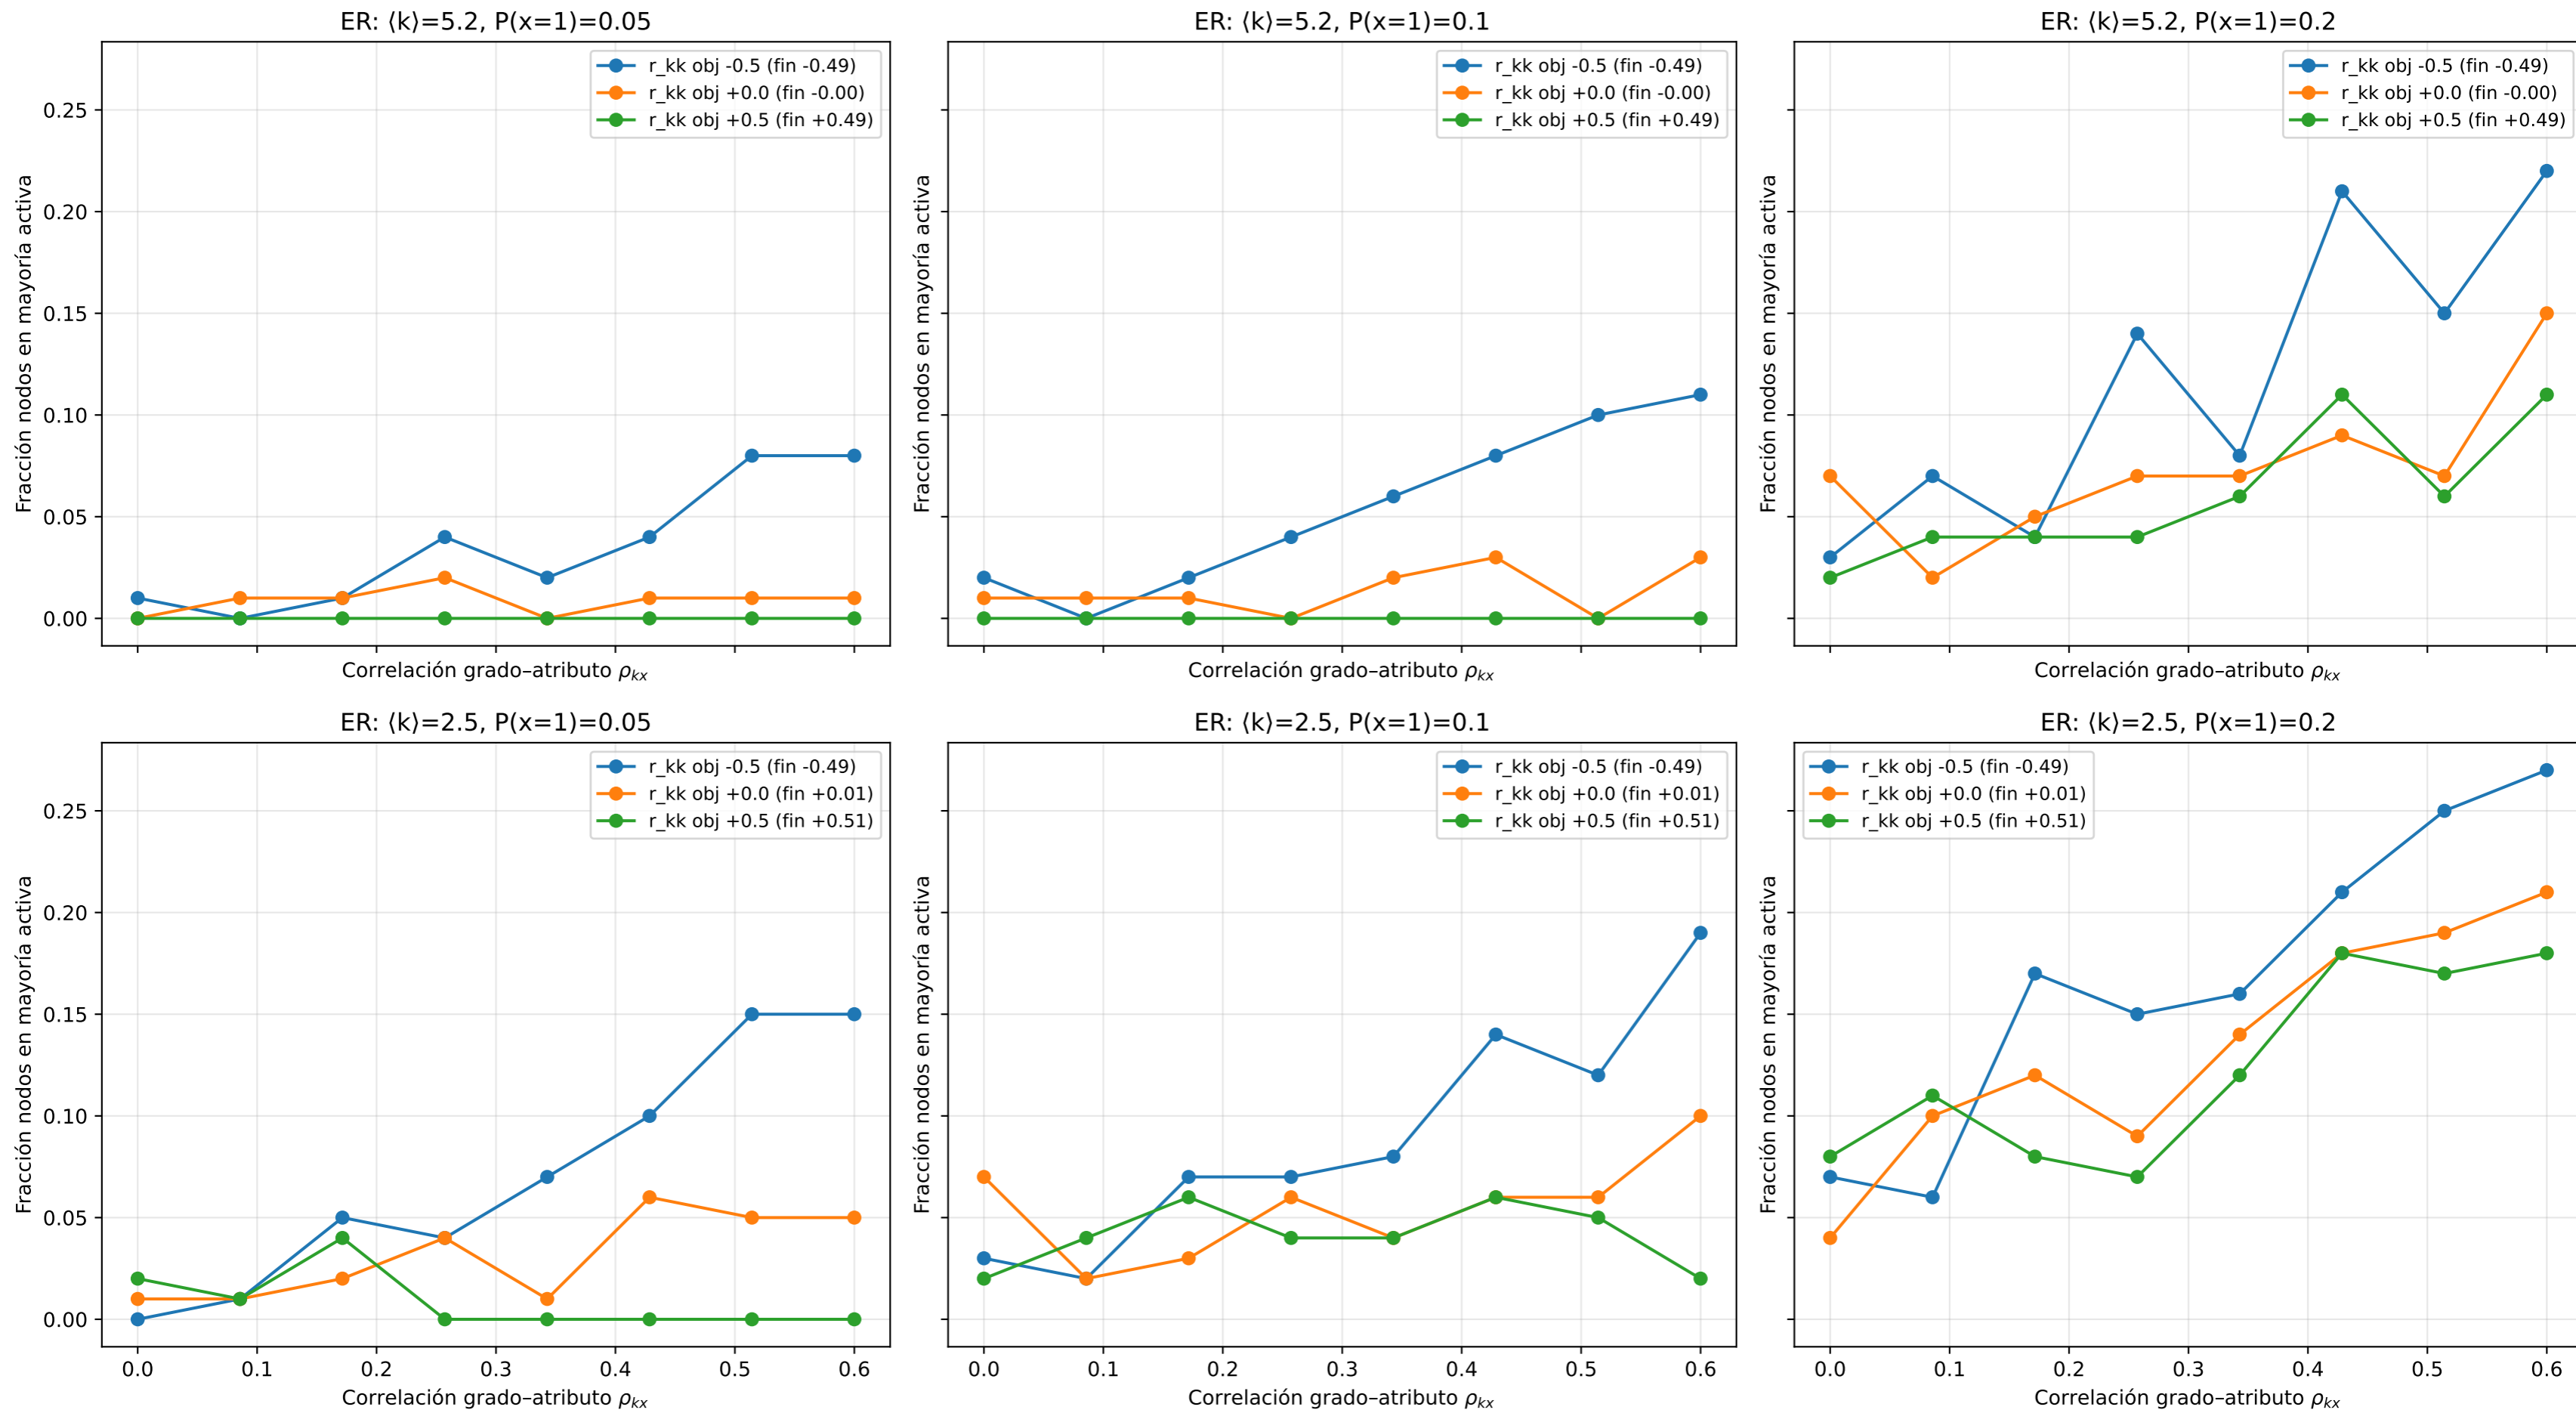 ER: ⟨k⟩=5.2, P(x=1)=0.05
r_kk obj -0.5 (fin -0.49)
r_kk obj +0.0 (fin -0.00)
r_kk obj +0.5 (fin +0.49)
Fracción nodos en mayoría activa
0.25
0.20
0.15
0.10
0.05
0.00
Correlación grado–atributo ρkx
ER: ⟨k⟩=5.2, P(x=1)=0.1
r_kk obj -0.5 (fin -0.49)
r_kk obj +0.0 (fin -0.00)
r_kk obj +0.5 (fin +0.49)
Fracción nodos en mayoría activa
Correlación grado–atributo ρkx
ER: ⟨k⟩=5.2, P(x=1)=0.2
r_kk obj -0.5 (fin -0.49)
r_kk obj +0.0 (fin -0.00)
r_kk obj +0.5 (fin +0.49)
Fracción nodos en mayoría activa
Correlación grado–atributo ρkx
ER: ⟨k⟩=2.5, P(x=1)=0.05
r_kk obj -0.5 (fin -0.49)
r_kk obj +0.0 (fin +0.01)
r_kk obj +0.5 (fin +0.51)
Fracción nodos en mayoría activa
0.25
0.20
0.15
0.10
0.05
0.00
0.0 0.1 0.2 0.3 0.4 0.5 0.6
Correlación grado–atributo ρkx
ER: ⟨k⟩=2.5, P(x=1)=0.1
r_kk obj -0.5 (fin -0.49)
r_kk obj +0.0 (fin +0.01)
r_kk obj +0.5 (fin +0.51)
Fracción nodos en mayoría activa
0.0 0.1 0.2 0.3 0.4 0.5 0.6
Correlación grado–atributo ρkx
ER: ⟨k⟩=2.5, P(x=1)=0.2
r_kk obj -0.5 (fin -0.49)
r_kk obj +0.0 (fin +0.01)
r_kk obj +0.5 (fin +0.51)
Fracción nodos en mayoría activa
0.0 0.1 0.2 0.3 0.4 0.5 0.6
Correlación grado–atributo ρkx